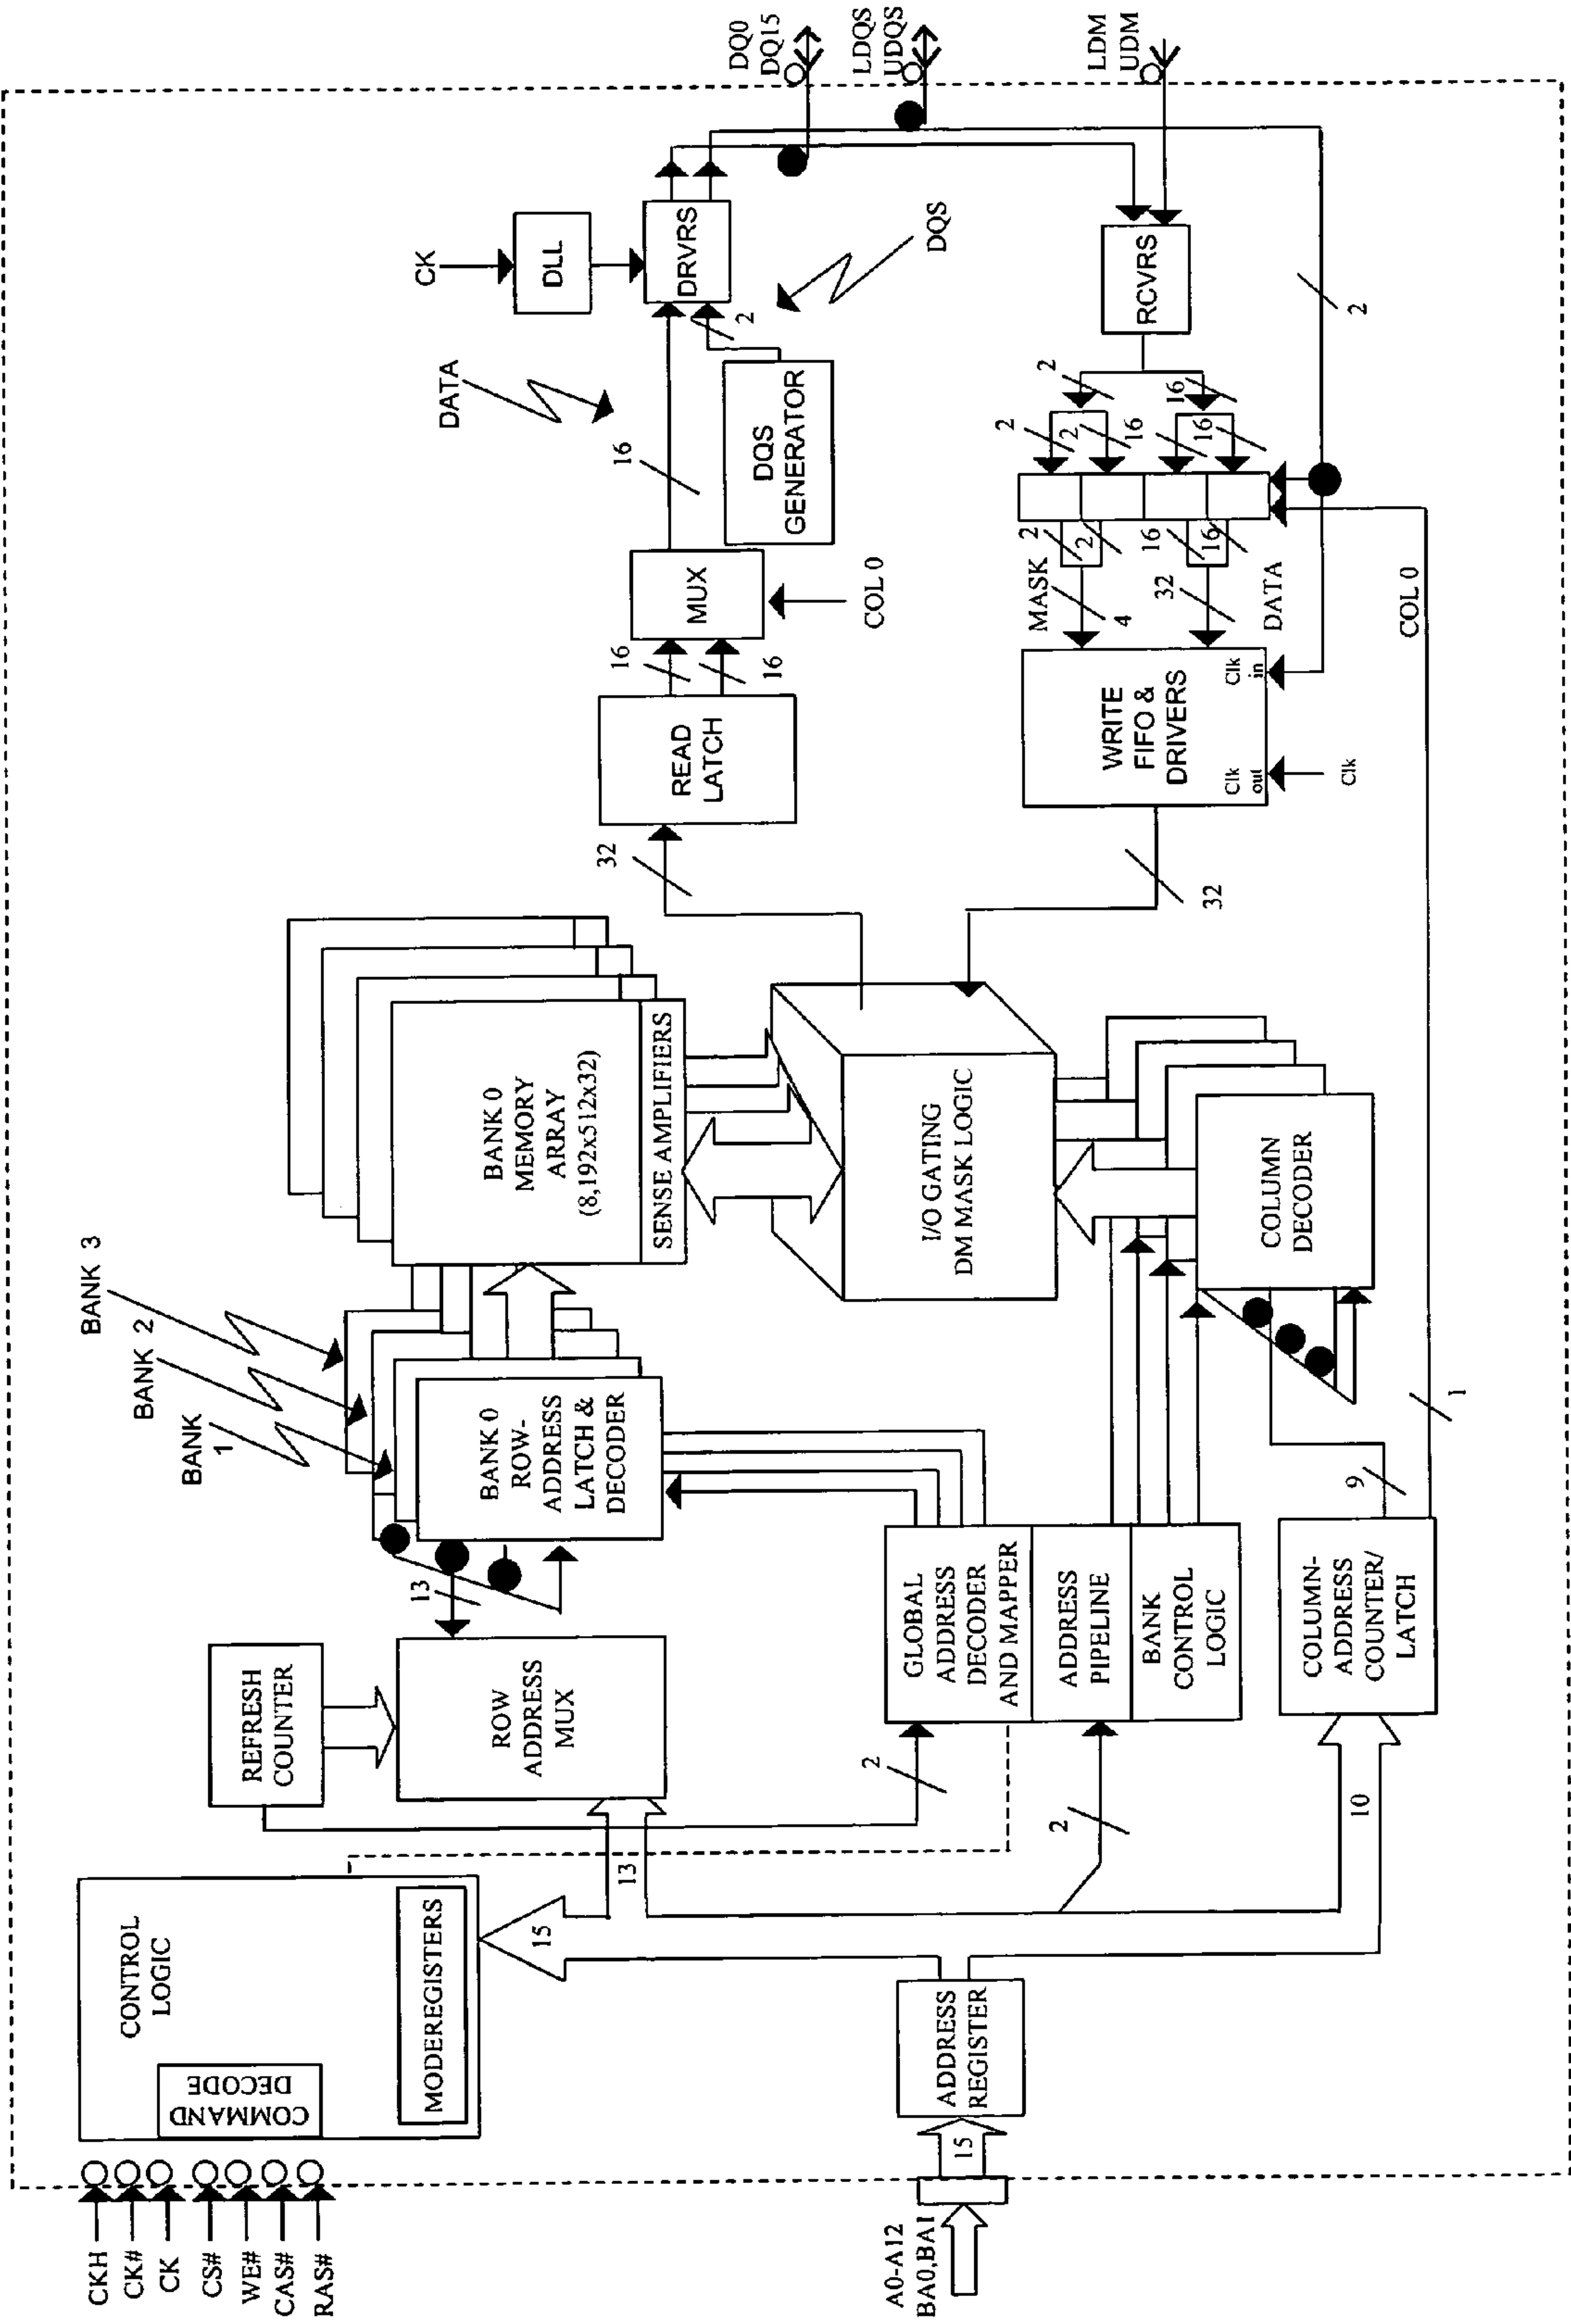 CKH
CK#
CK
CS#
WE#
CAS#
RAS#
CONTROL
LOGIC
COMMAND
DECODE
MODEREGISTERS
15
A0-A12
BA0,BA1
15
ADDRESS
REGISTER
REFRESH
COUNTER
13
ROW
ADDRESS
MUX
13
2
2
10
BANK 1
BANK 2
BANK 3
BANK 0
ROW-
ADDRESS
LATCH &
DECODER
GLOBAL
ADDRESS
DECODER
AND MAPPER
ADDRESS
PIPELINE
BANK
CONTROL
LOGIC
COLUMN-
ADDRESS
COUNTER/
LATCH
9
1
BANK 0
MEMORY
ARRAY
(8,192x512x32)
SENSE AMPLIFIERS
I/O GATING
DM MASK LOGIC
COLUMN
DECODER
32
32
READ
LATCH
16
16
MUX
COL 0
DATA
16
DQS
GENERATOR
2
DQS
CK
DLL
DRVRS
DQ0
DQ15
LDQS
UDQS
LDM
UDM
RCVRS
2
16
2
2
16
16
2
2
16
16
MASK
4
32
DATA
WRITE
FIFO &
DRIVERS
Clk
out
Clk
in
Clk
COL 0
2